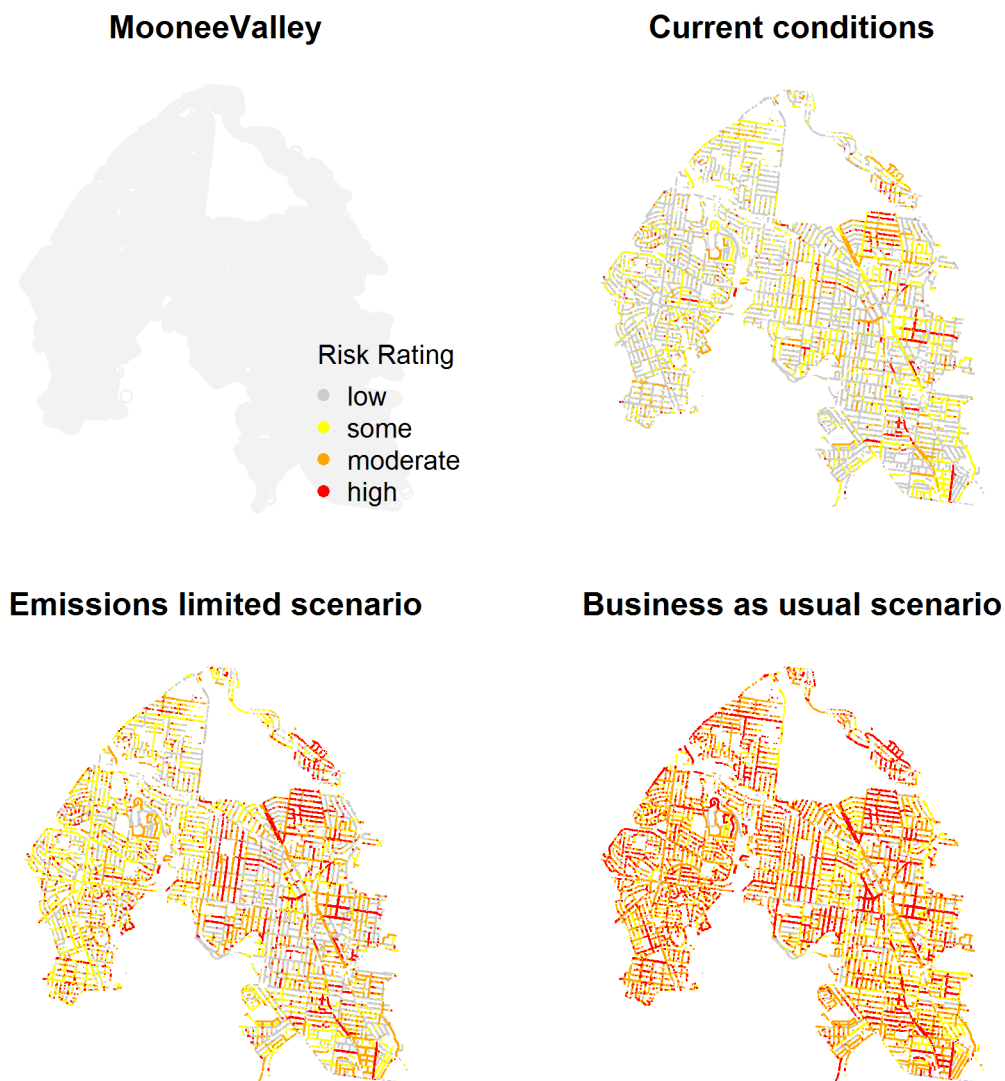 MooneeValley
Current conditions
Risk Rating
low
some
moderate
high
Emissions limited scenario
Business as usual scenario